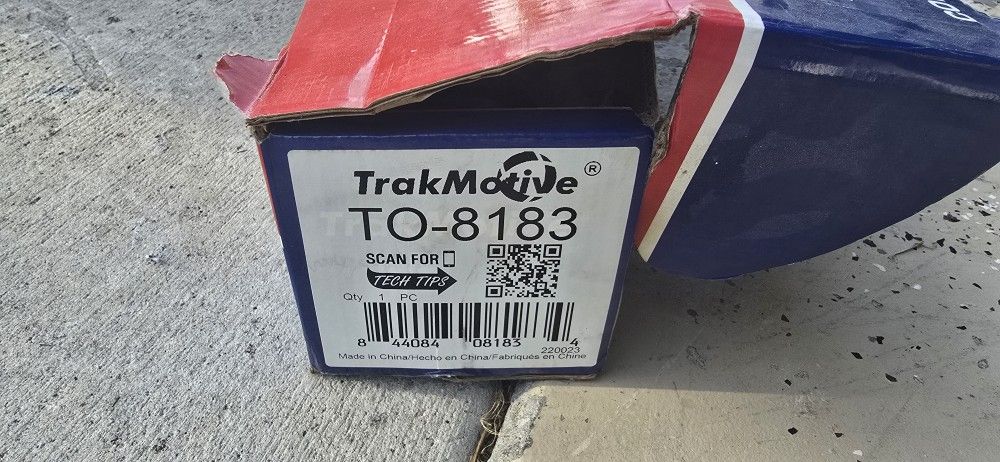 TrakMotive®
TO-8183
SCAN FOR
TECH TIPS
Qty 1 PC
8 44084 08183 4
220023
Made in China/Hecho en China/Fabriqués en Chine